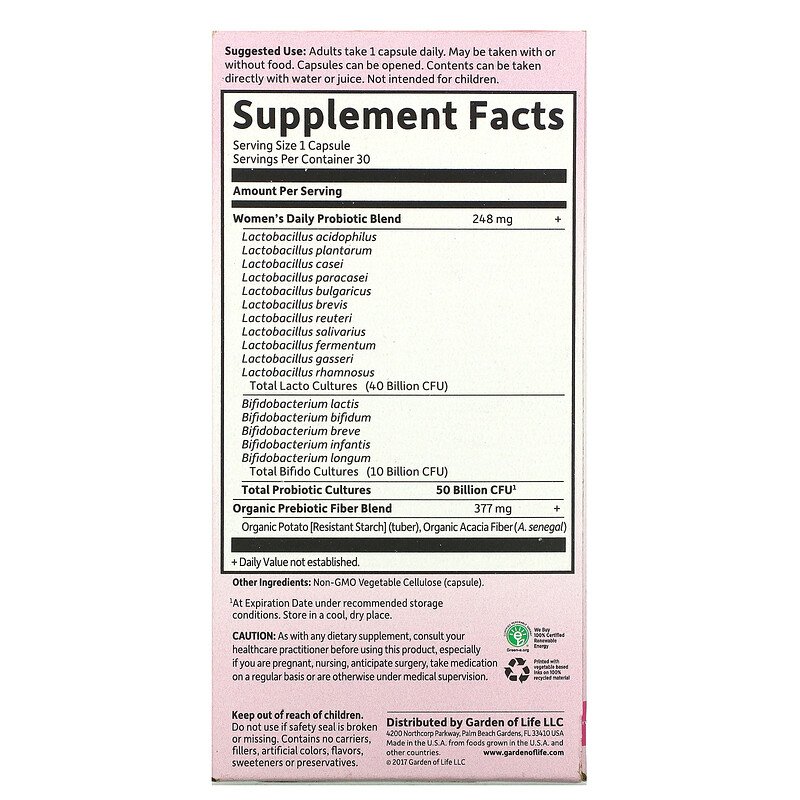 Suggested Use: Adults take 1 capsule daily. May be taken with or
without food. Capsules can be opened. Contents can be taken
directly with water or juice. Not intended for children.
Supplement Facts
Serving Size 1 Capsule
Servings Per Container 30
Amount Per Serving
Women's Daily Probiotic Blend 248 mg +
Lactobacillus acidophilus
Lactobacillus plantarum
Lactobacillus casei
Lactobacillus paracasei
Lactobacillus bulgaricus
Lactobacillus brevis
Lactobacillus reuteri
Lactobacillus salivarius
Lactobacillus fermentum
Lactobacillus gasseri
Lactobacillus rhamnosus
Total Lacto Cultures (40 Billion CFU)
Bifidobacterium lactis
Bifidobacterium bifidum
Bifidobacterium breve
Bifidobacterium infantis
Bifidobacterium longum
Total Bifido Cultures (10 Billion CFU)
Total Probiotic Cultures 50 Billion CFU¹
Organic Prebiotic Fiber Blend 377 mg +
Organic Potato [Resistant Starch] (tuber), Organic Acacia Fiber (A. senegal)
+ Daily Value not established.
Other Ingredients: Non-GMO Vegetable Cellulose (capsule).
¹At Expiration Date under recommended storage
conditions. Store in a cool, dry place.
CAUTION: As with any dietary supplement, consult your
healthcare practitioner before using this product, especially
if you are pregnant, nursing, anticipate surgery, take medication
on a regular basis or are otherwise under medical supervision.
We Buy
100% Certified
Renewable
Energy
Green-e.org
Printed with
vegetable based
inks on 100%
recycled material
Keep out of reach of children.
Do not use if safety seal is broken
or missing. Contains no carriers,
fillers, artificial colors, flavors,
sweeteners or preservatives.
Distributed by Garden of Life LLC
4200 Northcorp Parkway, Palm Beach Gardens, FL 33410 USA
Made in the U.S.A. from foods grown in the U.S.A. and
other countries. www.gardenoflife.com
© 2017 Garden of Life LLC